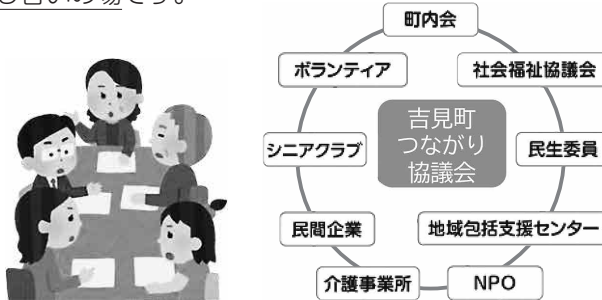 し合いの場です。
町内会
ボランティア
社会福祉協議会
シニアクラブ
吉見町
つながり
協議会
民生委員
民間企業
地域包括支援センター
介護事業所
NPO